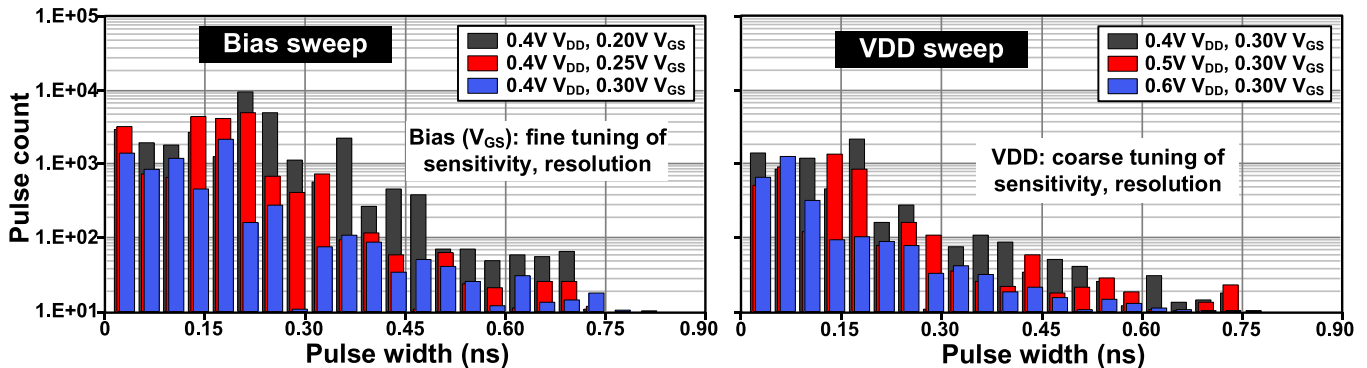 Bias sweep
0.4V VDD, 0.20V VGS
0.4V VDD, 0.25V VGS
0.4V VDD, 0.30V VGS
Bias (VGS): fine tuning of
sensitivity, resolution
Pulse count
1.E+05
1.E+04
1.E+03
1.E+02
1.E+01
0 0.15 0.30 0.45 0.60 0.75 0.90
Pulse width (ns)
VDD sweep
0.4V VDD, 0.30V VGS
0.5V VDD, 0.30V VGS
0.6V VDD, 0.30V VGS
VDD: coarse tuning of
sensitivity, resolution
0 0.15 0.30 0.45 0.60 0.75 0.90
Pulse width (ns)